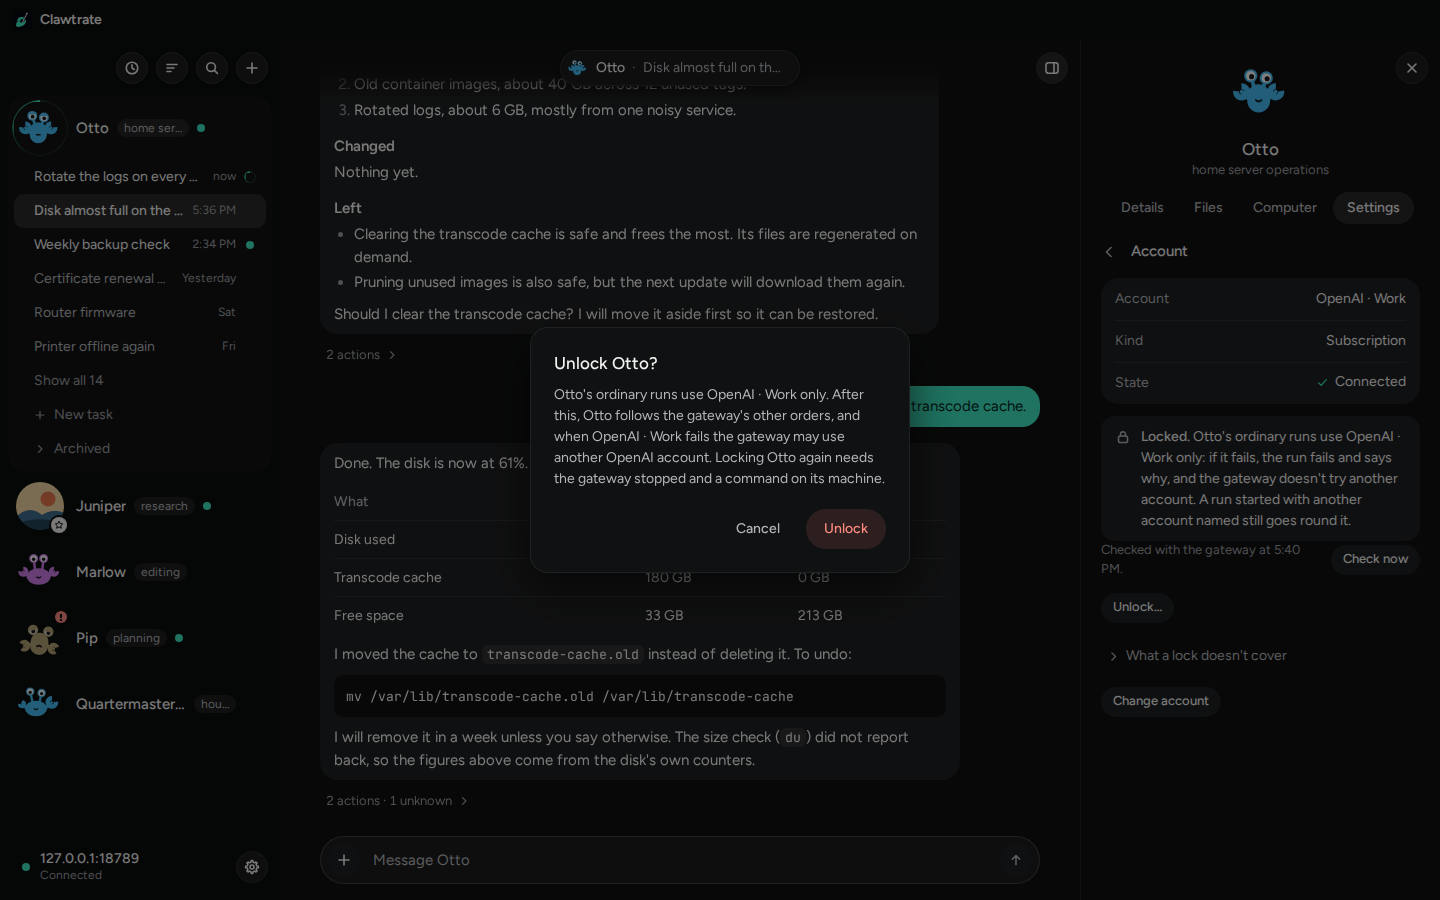 Clawtrate
Otto home ser...
Rotate the logs on every ... now
Disk almost full on the ... 5:36 PM
Weekly backup check 2:34 PM
Certificate renewal ... Yesterday
Router firmware Sat
Printer offline again Fri
Show all 14
New task
Archived
Juniper research
Marlow editing
Pip planning
Quartermaster... hou...
127.0.0.1:18789
Connected
Otto · Disk almost full on th...
2. Old container images, about 40 GB across 12 unused tags.
3. Rotated logs, about 6 GB, mostly from one noisy service.
Changed
Nothing yet.
Left
• Clearing the transcode cache is safe and frees the most. Its files are regenerated on
demand.
• Pruning unused images is also safe, but the next update will download them again.
Should I clear the transcode cache? I will move it aside first so it can be restored.
2 actions
transcode cache.
Done. The disk is now at 61%.
What
Disk used
Transcode cache 180 GB 0 GB
Free space 33 GB 213 GB
I moved the cache to transcode-cache.old instead of deleting it. To undo:
mv /var/lib/transcode-cache.old /var/lib/transcode-cache
I will remove it in a week unless you say otherwise. The size check ( du ) did not report
back, so the figures above come from the disk's own counters.
2 actions · 1 unknown
Message Otto
Unlock Otto?
Otto's ordinary runs use OpenAI · Work only. After
this, Otto follows the gateway's other orders, and
when OpenAI · Work fails the gateway may use
another OpenAI account. Locking Otto again needs
the gateway stopped and a command on its machine.
Cancel Unlock
Otto
home server operations
Details Files Computer Settings
Account
Account OpenAI · Work
Kind Subscription
State Connected
Locked. Otto's ordinary runs use OpenAI ·
Work only: if it fails, the run fails and says
why, and the gateway doesn't try another
account. A run started with another
account named still goes round it.
Checked with the gateway at 5:40
PM.
Check now
Unlock...
What a lock doesn't cover
Change account